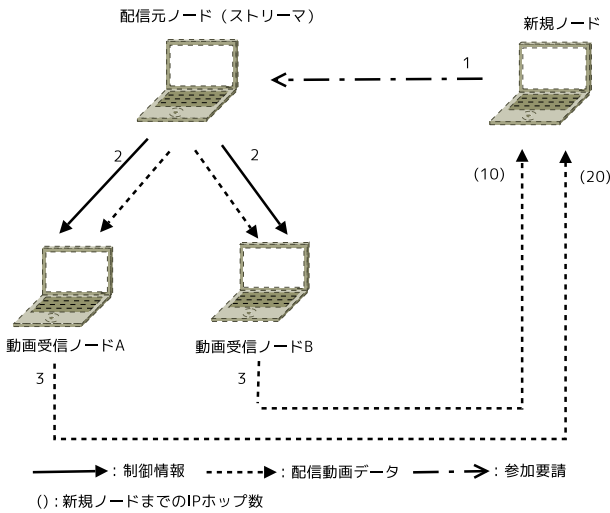 配信元ノード（ストリーマ）
新規ノード
1
2
2
(10)
(20)
動画受信ノードA
動画受信ノードB
3
3
: 制御情報
: 配信動画データ
: 参加要請
() : 新規ノードまでのIPホップ数